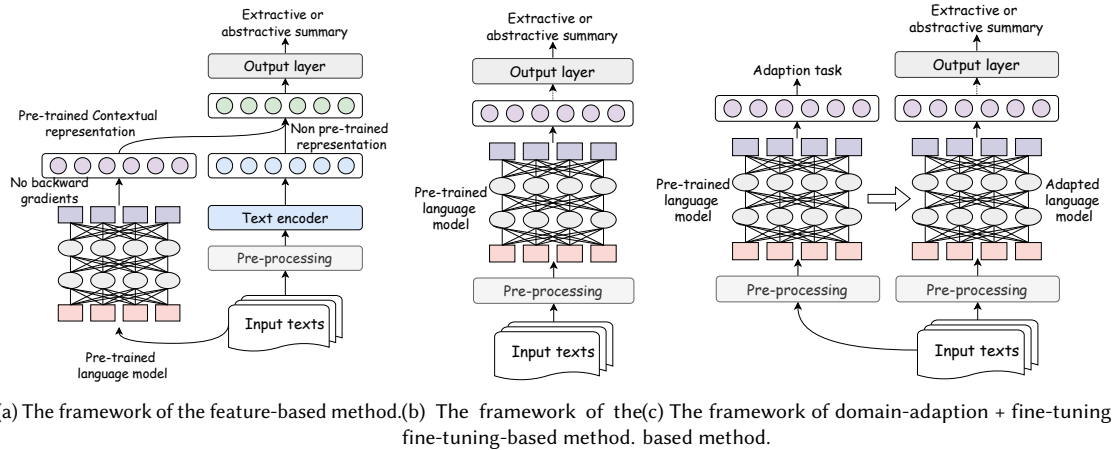 Extractive or
abstractive summary
Output layer
Pre-trained Contextual
representation
Non pre-trained
representation
No backward
gradients
Text encoder
Pre-processing
Input texts
Pre-trained
language model
Extractive or
abstractive summary
Output layer
Pre-trained
language model
Pre-processing
Input texts
Adaption task
Extractive or
abstractive summary
Output layer
Pre-trained
language model
Adapted
language model
Pre-processing
Pre-processing
Input texts
a) The framework of the feature-based method.
(b) The framework of the
fine-tuning-based method.
(c) The framework of domain-adaption + fine-tuning
based method.